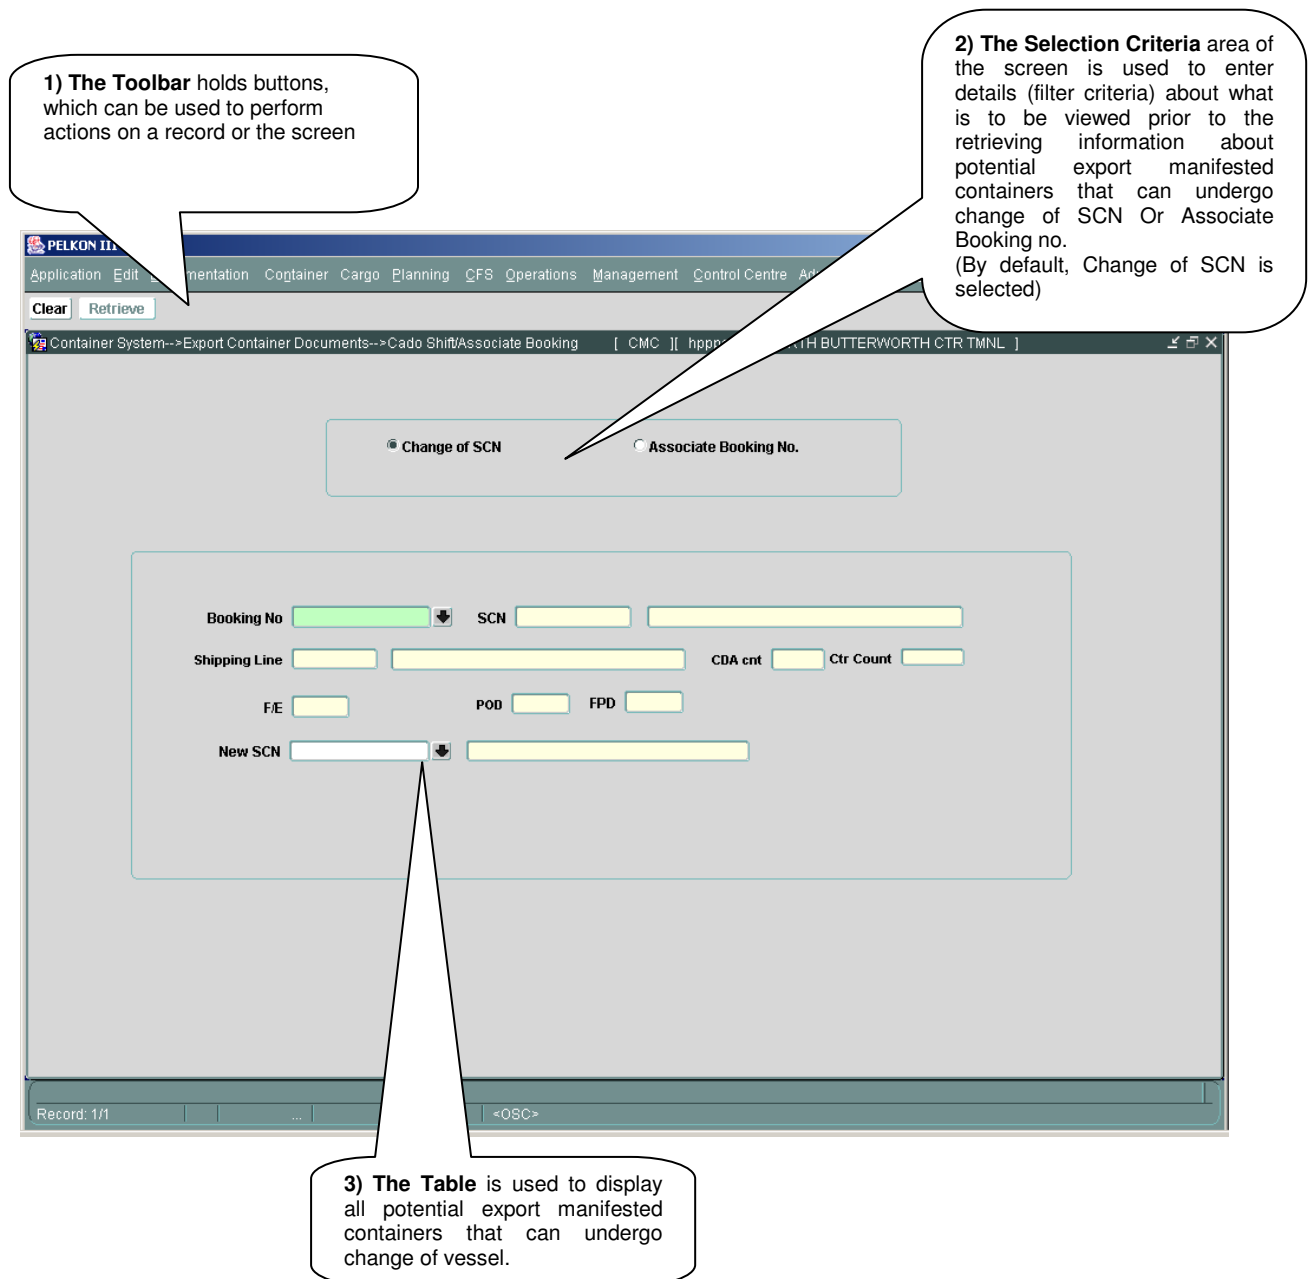 1) The Toolbar holds buttons,
which can be used to perform
actions on a record or the screen
2) The Selection Criteria area of
the screen is used to enter
details (filter criteria) about what
is to be viewed prior to the
retrieving information about
potential export manifested
containers that can undergo
change of SCN Or Associate
Booking no.
(By default, Change of SCN is
selected)
PELKON III
Application Edit mentation Container Cargo Planning CFS Operations Management Control Centre
Clear Retrieve
Container System-->Export Container Documents-->Cado Shift/Associate Booking [ CMC ][ BUTTERWORTH CTR TMNL ]
Change of SCN Associate Booking No.
Booking No SCN
Shipping Line CDA cnt Ctr Count
F/E POD FPD
New SCN
Record: 1/1 ... <OSC>
3) The Table is used to display
all potential export manifested
containers that can undergo
change of vessel.